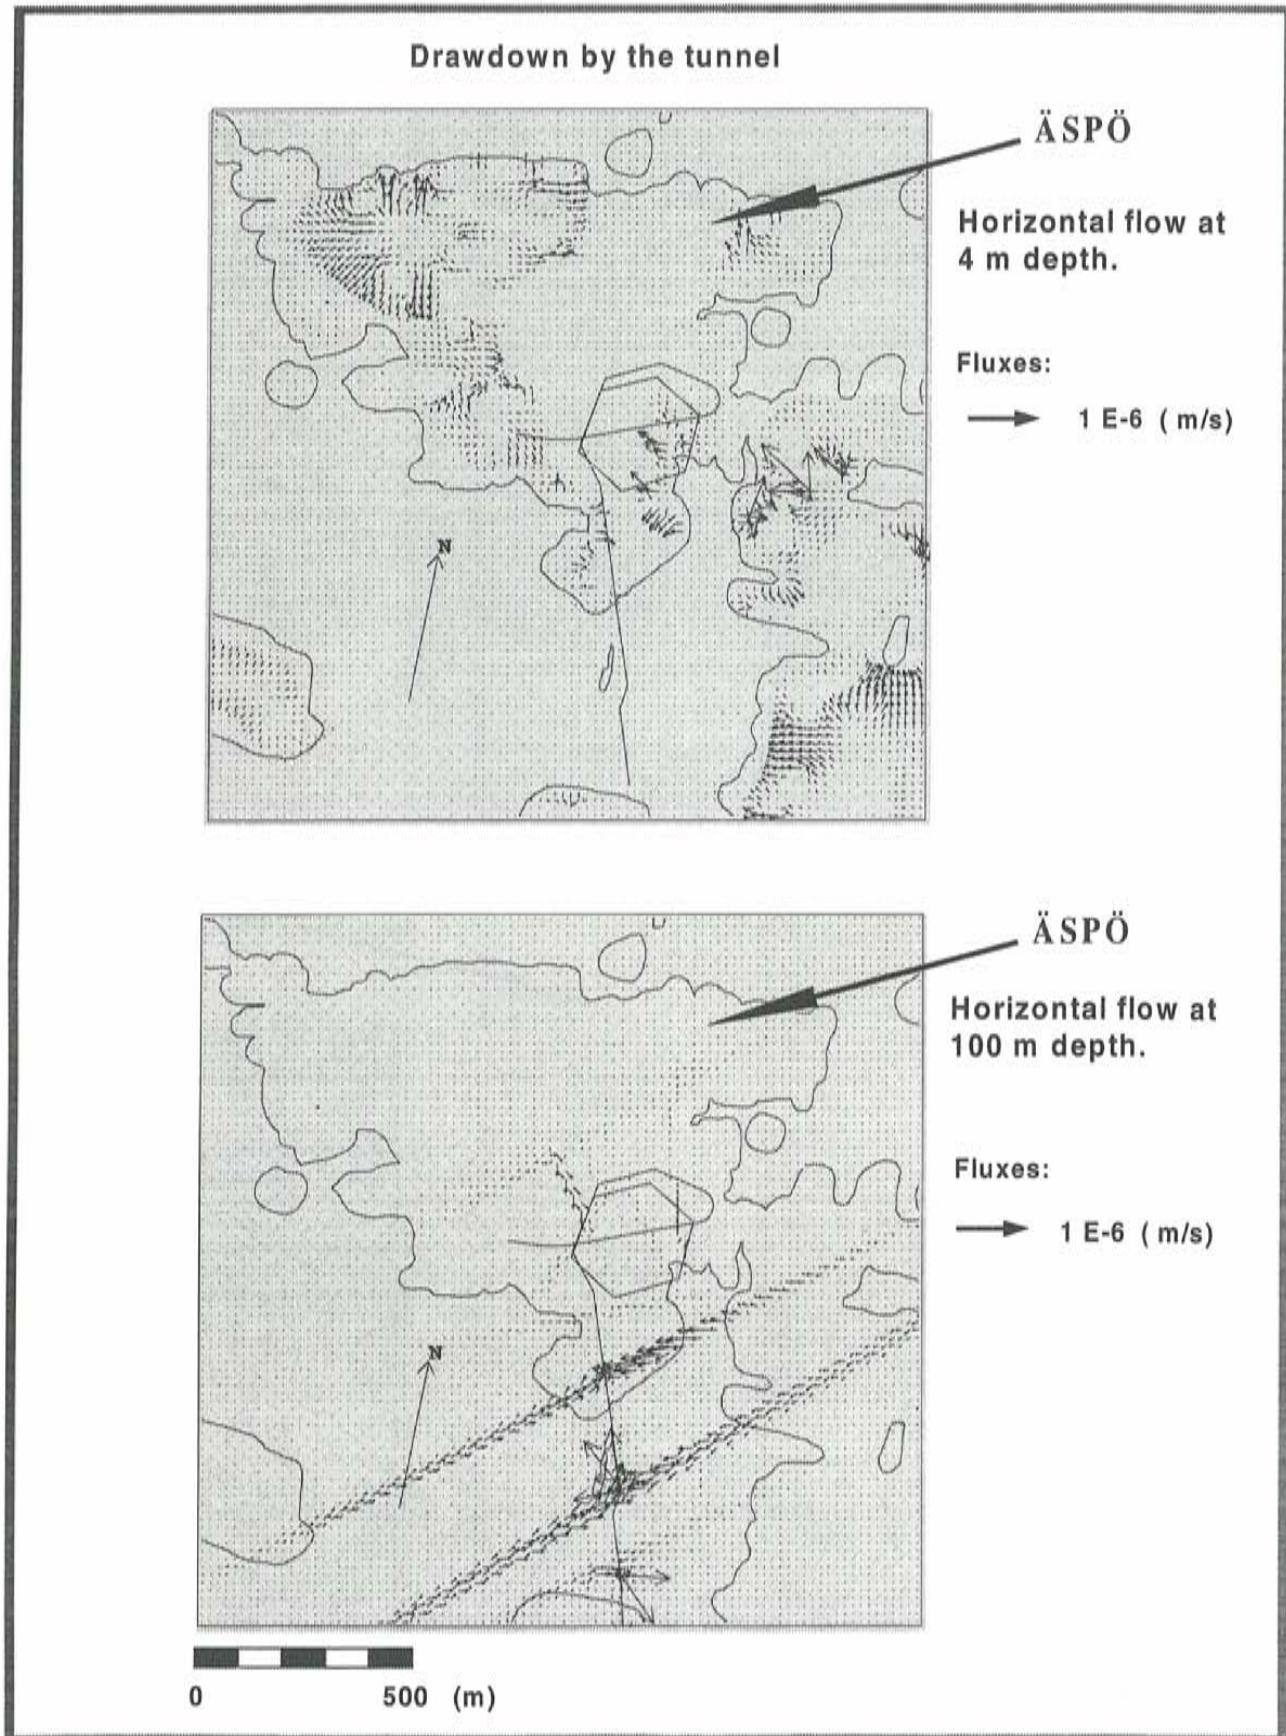 Drawdown by the tunnel
ÄSPÖ
Horizontal flow at
4 m depth.
Fluxes:
1 E-6 ( m/s)
N
ÄSPÖ
Horizontal flow at
100 m depth.
Fluxes:
1 E-6 ( m/s)
N
0 500 (m)